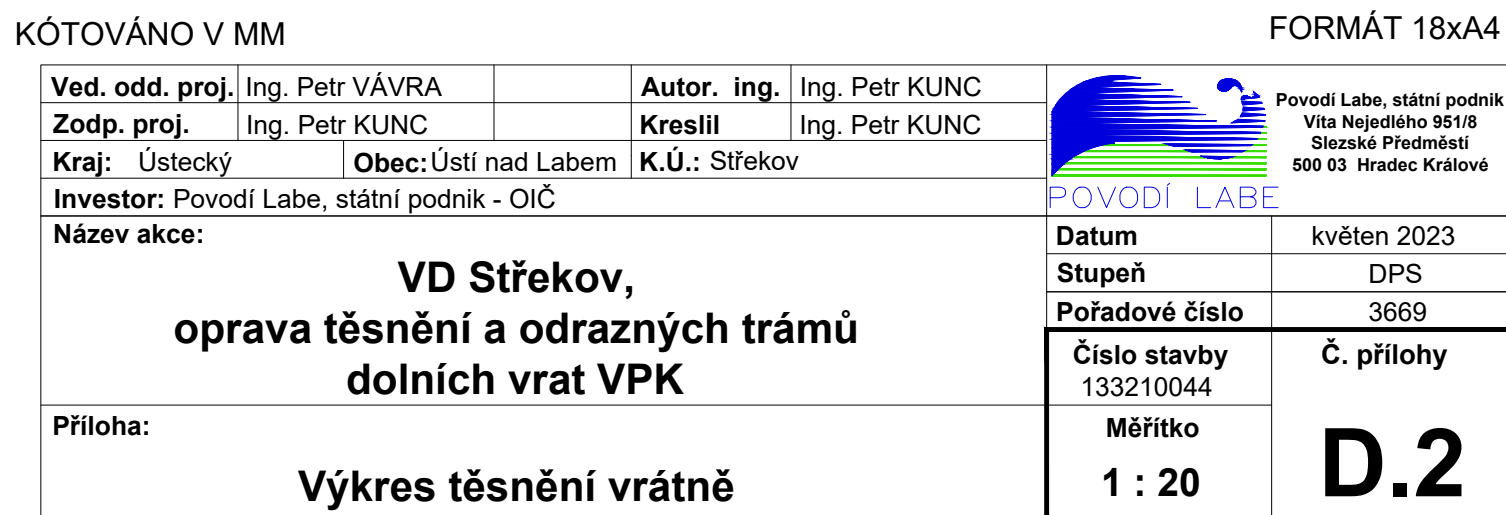 KÓTOVÁNO V MM
FORMÁT 18xA4
Ved. odd. proj. Ing. Petr VÁVRA Autor. ing. Ing. Petr KUNC
Zodp. proj. Ing. Petr KUNC Kreslil Ing. Petr KUNC
Kraj: Ústecký Obec: Ústí nad Labem K.Ú.: Střekov
Investor: Povodí Labe, státní podnik - OIČ
POVODÍ LABE
Povodí Labe, státní podnik
Víta Nejedlého 951/8
Slezské Předměstí
500 03 Hradec Králové
Název akce:
VD Střekov,
oprava těsnění a odrazných trámů
dolních vrat VPK
Datum květen 2023
Stupeň DPS
Pořadové číslo 3669
Číslo stavby
133210044
Č. přílohy
D.2
Příloha:
Výkres těsnění vrátně
Měřítko
1 : 20